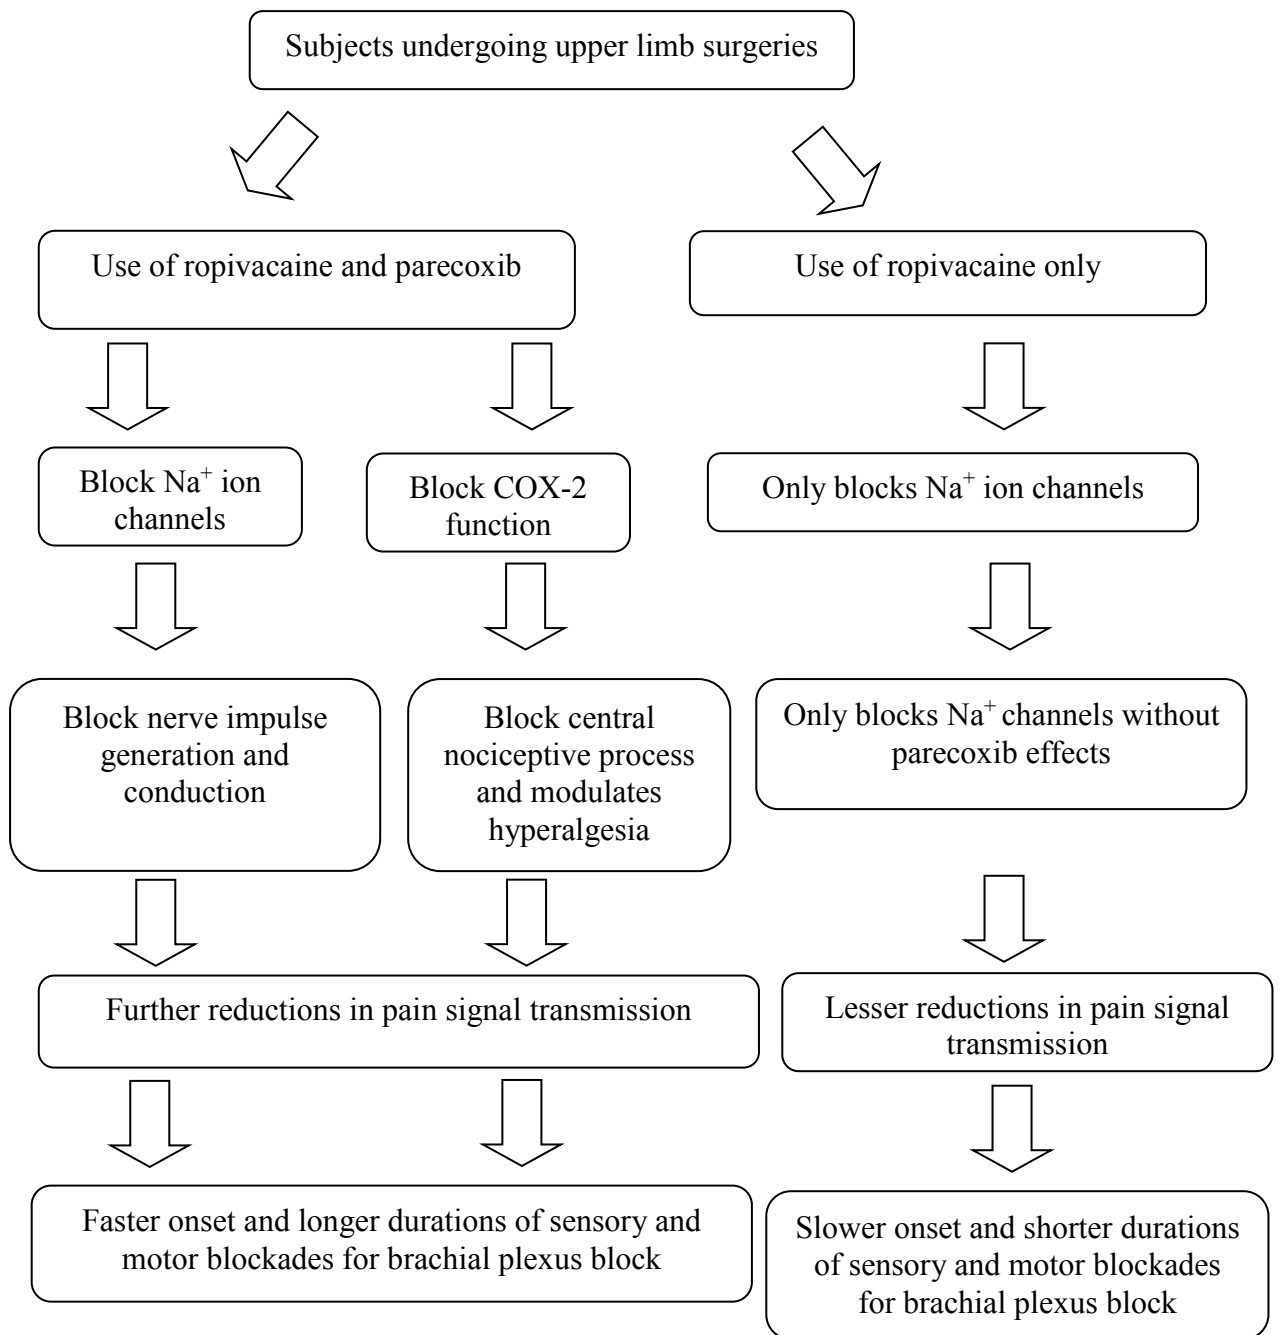 Subjects undergoing upper limb surgeries
Use of ropivacaine and parecoxib
Use of ropivacaine only
Block Na⁺ ion
channels
Block COX-2
function
Only blocks Na⁺ ion channels
Block nerve impulse
generation and
conduction
Block central
nociceptive process
and modulates
hyperalgesia
Only blocks Na⁺ channels without
parecoxib effects
Further reductions in pain signal transmission
Lesser reductions in pain signal
transmission
Faster onset and longer durations of sensory and
motor blockades for brachial plexus block
Slower onset and shorter durations
of sensory and motor blockades
for brachial plexus block